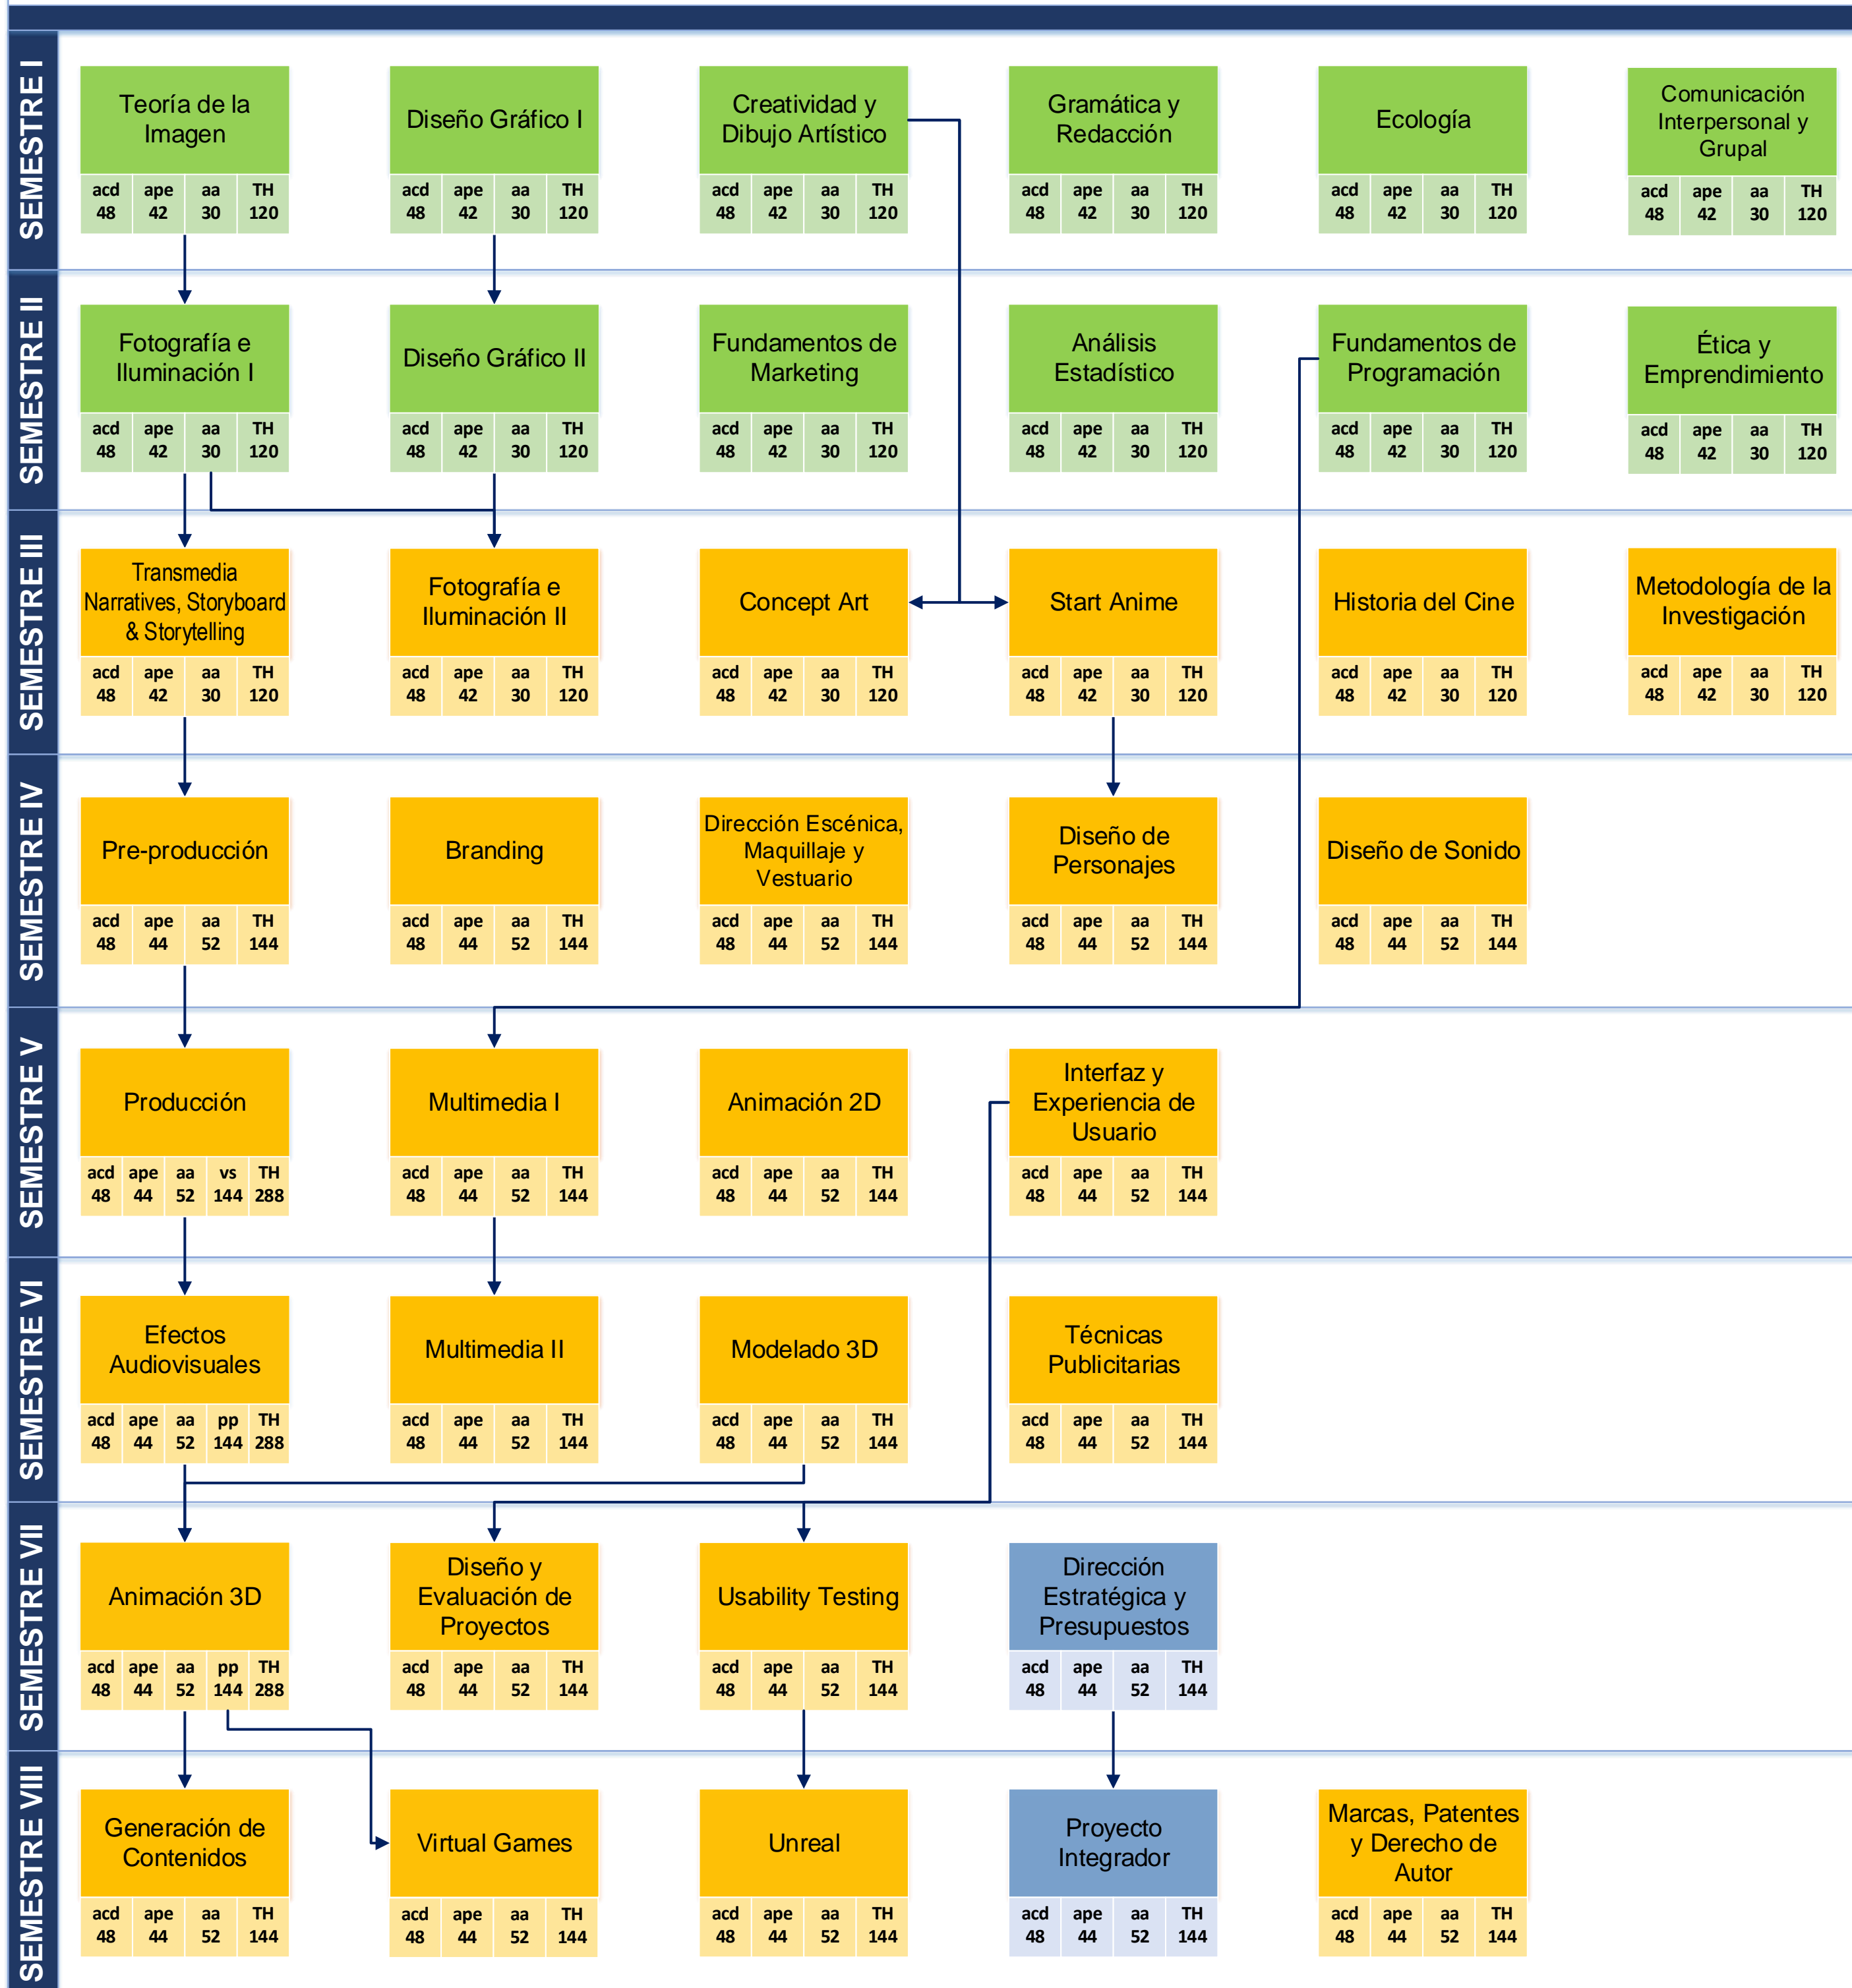 SEMESTRE I
Teoría de la
Imagen
acd ape aa TH
48 42 30 120
Diseño Gráfico I
acd ape aa TH
48 42 30 120
Creatividad y
Dibujo Artístico
acd ape aa TH
48 42 30 120
Gramática y
Redacción
acd ape aa TH
48 42 30 120
Ecología
acd ape aa TH
48 42 30 120
Comunicación
Interpersonal y
Grupal
acd ape aa TH
48 42 30 120
SEMESTRE II
Fotografía e
Iluminación I
acd ape aa TH
48 42 30 120
Diseño Gráfico II
acd ape aa TH
48 42 30 120
Fundamentos de
Marketing
acd ape aa TH
48 42 30 120
Análisis
Estadístico
acd ape aa TH
48 42 30 120
Fundamentos de
Programación
acd ape aa TH
48 42 30 120
Ética y
Emprendimiento
acd ape aa TH
48 42 30 120
SEMESTRE III
Transmedia
Narratives, Storyboard
& Storytelling
acd ape aa TH
48 42 30 120
Fotografía e
Iluminación II
acd ape aa TH
48 42 30 120
Concept Art
acd ape aa TH
48 42 30 120
Start Anime
acd ape aa TH
48 42 30 120
Historia del Cine
acd ape aa TH
48 42 30 120
Metodología de la
Investigación
acd ape aa TH
48 42 30 120
SEMESTRE IV
Pre-producción
acd ape aa TH
48 44 52 144
Branding
acd ape aa TH
48 44 52 144
Dirección Escénica,
Maquillaje y
Vestuario
acd ape aa TH
48 44 52 144
Diseño de
Personajes
acd ape aa TH
48 44 52 144
Diseño de Sonido
acd ape aa TH
48 44 52 144
SEMESTRE V
Producción
acd ape aa vs TH
48 44 52 144 288
Multimedia I
acd ape aa TH
48 44 52 144
Animación 2D
acd ape aa TH
48 44 52 144
Interfaz y
Experiencia de
Usuario
acd ape aa TH
48 44 52 144
SEMESTRE VI
Efectos
Audiovisuales
acd ape aa pp TH
48 44 52 144 288
Multimedia II
acd ape aa TH
48 44 52 144
Modelado 3D
acd ape aa TH
48 44 52 144
Técnicas
Publicitarias
acd ape aa TH
48 44 52 144
SEMESTRE VII
Animación 3D
acd ape aa pp TH
48 44 52 144 288
Diseño y
Evaluación de
Proyectos
acd ape aa TH
48 44 52 144
Usability Testing
acd ape aa TH
48 44 52 144
Dirección
Estratégica y
Presupuestos
acd ape aa TH
48 44 52 144
SEMESTRE VIII
Generación de
Contenidos
acd ape aa TH
48 44 52 144
Virtual Games
acd ape aa TH
48 44 52 144
Unreal
acd ape aa TH
48 44 52 144
Proyecto
Integrador
acd ape aa TH
48 44 52 144
Marcas, Patentes
y Derecho de
Autor
acd ape aa TH
48 44 52 144